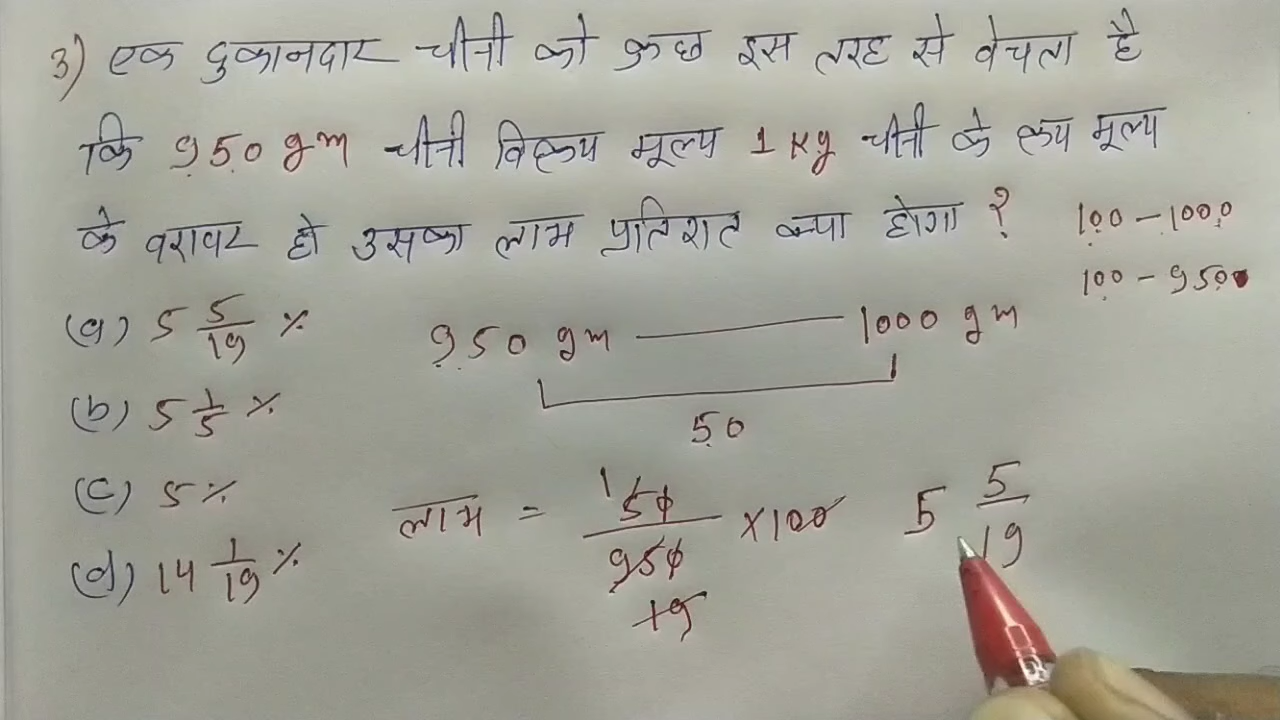 3) एक दुकानदार चीनी को कुछ इस तरह से बेचता है
कि 950 gm चीनी विक्रय मूल्य 1 Kg चीनी के क्रय मूल्य
के बराबर हो उसका लाभ प्रतिशत क्या होगा ?
100 - 1000
100 - 950
(a) 5 5/19 %
950 gm — 1000 gm
50
(b) 5 1/5 %
(c) 5 %
लाभ = 50/950 × 100 5 5/19
1
19
(d) 14 1/19 %